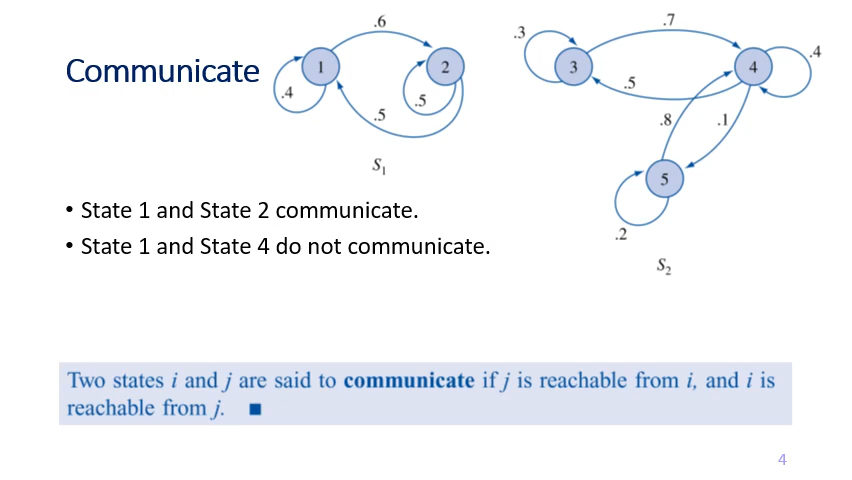 Communicate
.6
.4
1
2
.5
.5
S1
.3
3
.7
4
.4
.5
.8
.1
5
.2
S2
• State 1 and State 2 communicate.
• State 1 and State 4 do not communicate.
Two states i and j are said to communicate if j is reachable from i, and i is
reachable from j. ■
4